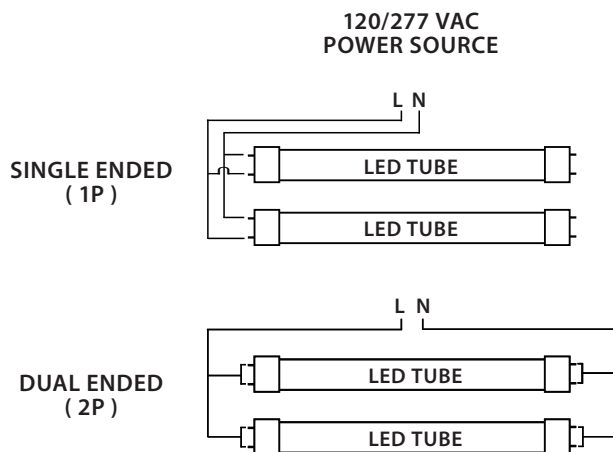 120/277 VAC
POWER SOURCE
L N
SINGLE ENDED
( 1P )
LED TUBE
LED TUBE
L N
DUAL ENDED
( 2P )
LED TUBE
LED TUBE